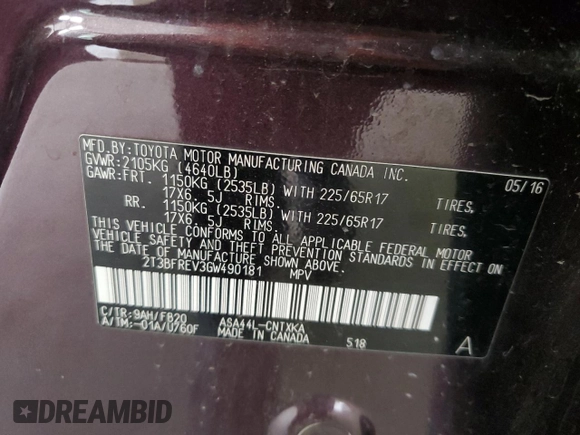 MFD.BY:TOYOTA MOTOR MANUFACTURING CANADA INC.
GVWR:2105KG (4640LB) 05/16
GAWR:FRT. 1150KG (2535LB) WITH 225/65R17 TIRES,
17X6. 5J RIMS.
RR. 1150KG (2535LB) WITH 225/65R17 TIRES,
17X6. 5J RIMS.
THIS VEHICLE CONFORMS TO ALL APPLICABLE FEDERAL MOTOR
VEHICLE SAFETY AND THEFT PREVENTION STANDARDS IN EFFECT ON
THE DATE OF MANUFACTURE SHOWN ABOVE.
2T3BFREV3GW490181 MPV
C/TR:9AH/FB20 ASA44L-CNTXKA
A/TM:-01A/U760F MADE IN CANADA 518 A
DREAMBID